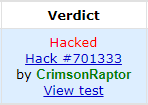 Verdict
Hacked
Hack #701333
by CrimsonRaptor
View test